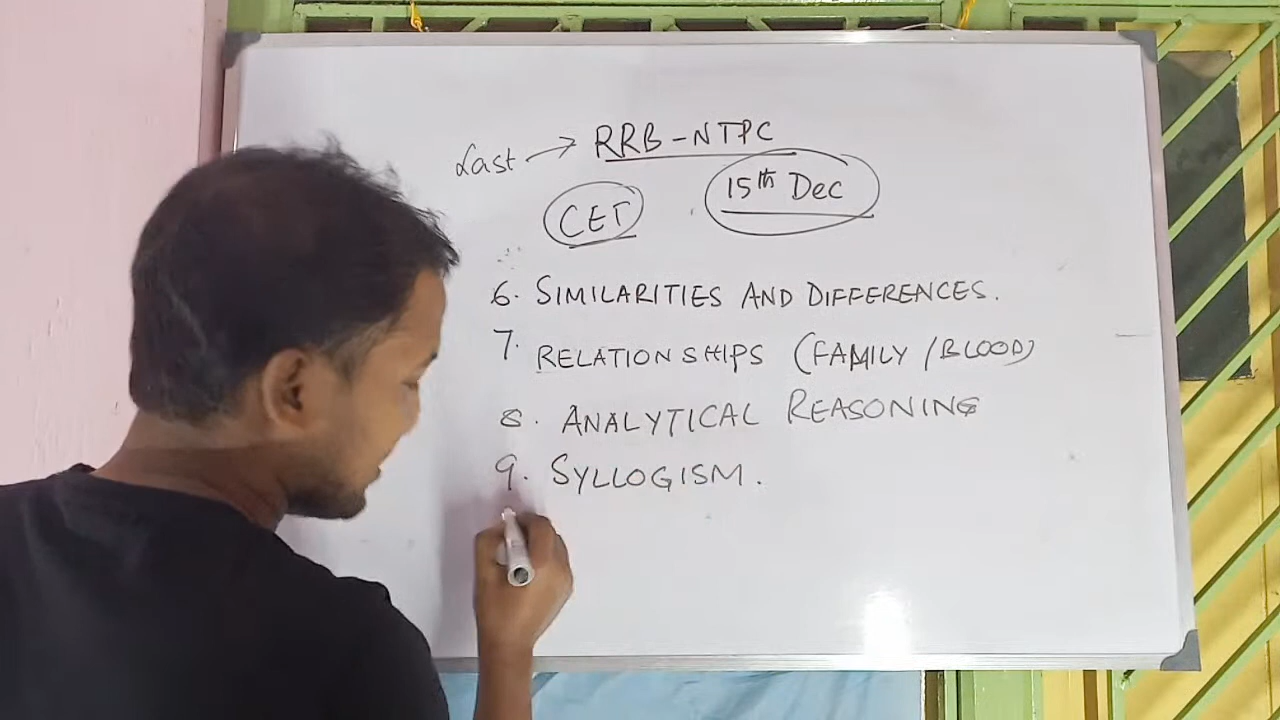 Last → RRB-NTPC
CET 15th Dec
6. SIMILARITIES AND DIFFERENCES.
7. RELATIONSHIPS (FAMILY/BLOOD)
8. ANALYTICAL REASONING
9. SYLLOGISM.